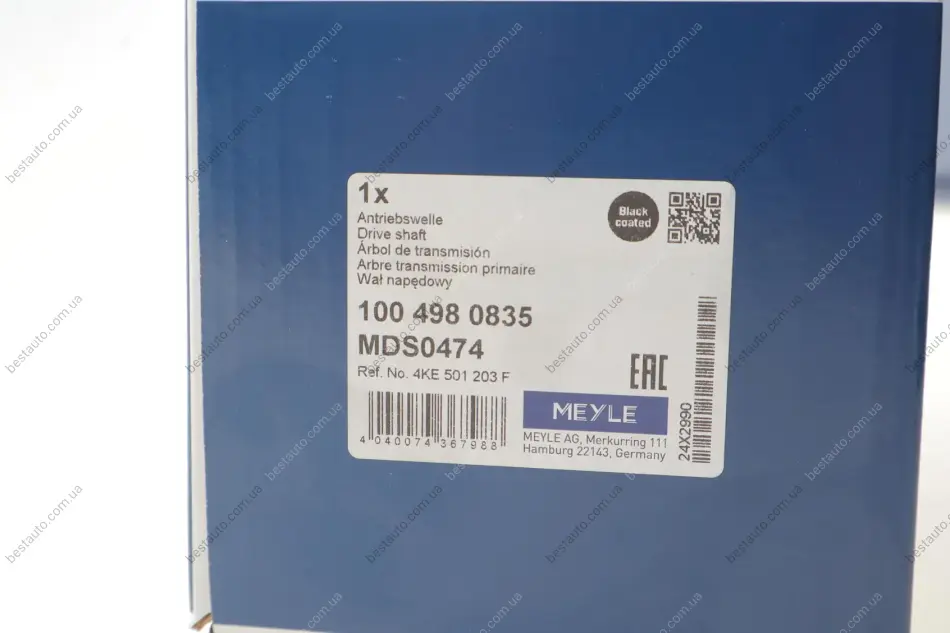 1x
Antriebswelle
Drive shaft
Árbol de transmisión
Arbre transmission primaire
Wał napędowy
100 498 0835
MDS0474
Ref. No. 4KE 501 203 F
4 040074 367988
Black
coated
EAC
MEYLE
MEYLE AG, Merkurring 111
Hamburg 22143, Germany
24X2990
bestauto.com.ua